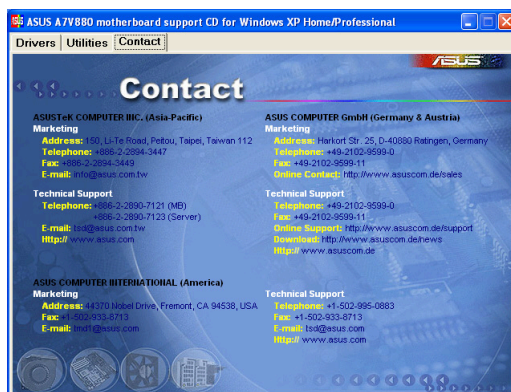 ASUS A7V880 motherboard support CD for Windows XP Home/Professional
Drivers Utilities Contact
ASUS
Contact
ASUSTeK COMPUTER INC. (Asia-Pacific)
Marketing
Address: 150, Li-Te Road, Peitou, Taipei, Taiwan 112
Telephone: +886-2-2894-3447
Fax: +886-2-2894-3449
E-mail: info@asus.com.tw
Technical Support
Telephone: +886-2-2890-7121 (MB)
+886-2-2890-7123 (Server)
E-mail: tsd@asus.com.tw
Http:// www.asus.com
ASUS COMPUTER GmbH (Germany & Austria)
Marketing
Address: Harkort Str. 25, D-40880 Ratingen, Germany
Telephone: +49-2102-9599-0
Fax: +49-2102-9599-11
Online Contact: http://www.asuscom.de/sales
Technical Support
Telephone: +49-2102-9599-0
Fax: +49-2102-9599-11
Online Support: http://www.asuscom.de/support
Download: http://www.asuscom.de/news
Http:// www.asuscom.de
ASUS COMPUTER INTERNATIONAL (America)
Marketing
Address: 44370 Nobel Drive, Fremont, CA 94538, USA
Fax: +1-502-933-8713
E-mail: tmd1@asus.com
Technical Support
Telephone: +1-502-995-0883
Fax: +1-502-933-8713
E-mail: tsd@asus.com
Http:// www.asus.com